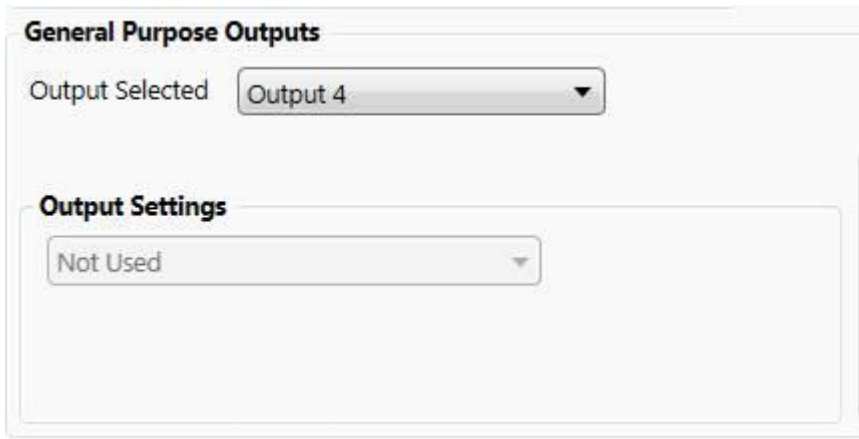 General Purpose Outputs
Output Selected Output 4
Output Settings
Not Used